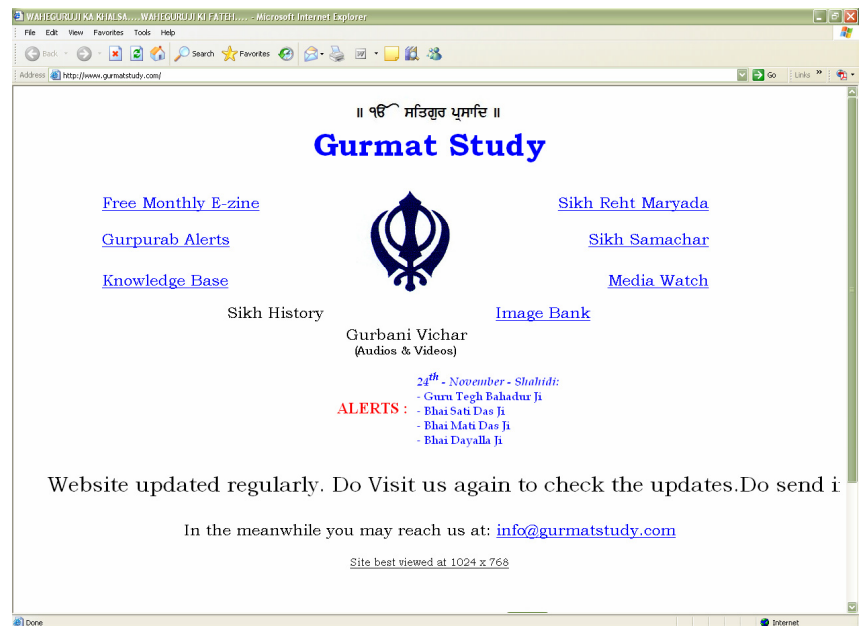 WAHEGURUJI KA KHALSA....WAHEGURUJI KI FATEH.... - Microsoft Internet Explorer
File Edit View Favorites Tools Help
Back Search Favorites
Address http://www.gurmatstudy.com/ Go Links »
॥ ੴ ਸਤਿਗੁਰ ਪ੍ਰਸਾਦਿ ॥
Gurmat Study
Free Monthly E-zine Sikh Reht Maryada
Gurpurab Alerts Sikh Samachar
Knowledge Base Media Watch
Sikh History Image Bank
Gurbani Vichar
(Audios & Videos)
24th - November - Shahidi:
- Guru Tegh Bahadur Ji
ALERTS : - Bhai Sati Das Ji
- Bhai Mati Das Ji
- Bhai Dayalla Ji
Website updated regularly. Do Visit us again to check the updates.Do send
In the meanwhile you may reach us at: info@gurmatstudy.com
Site best viewed at 1024 x 768
Done Internet